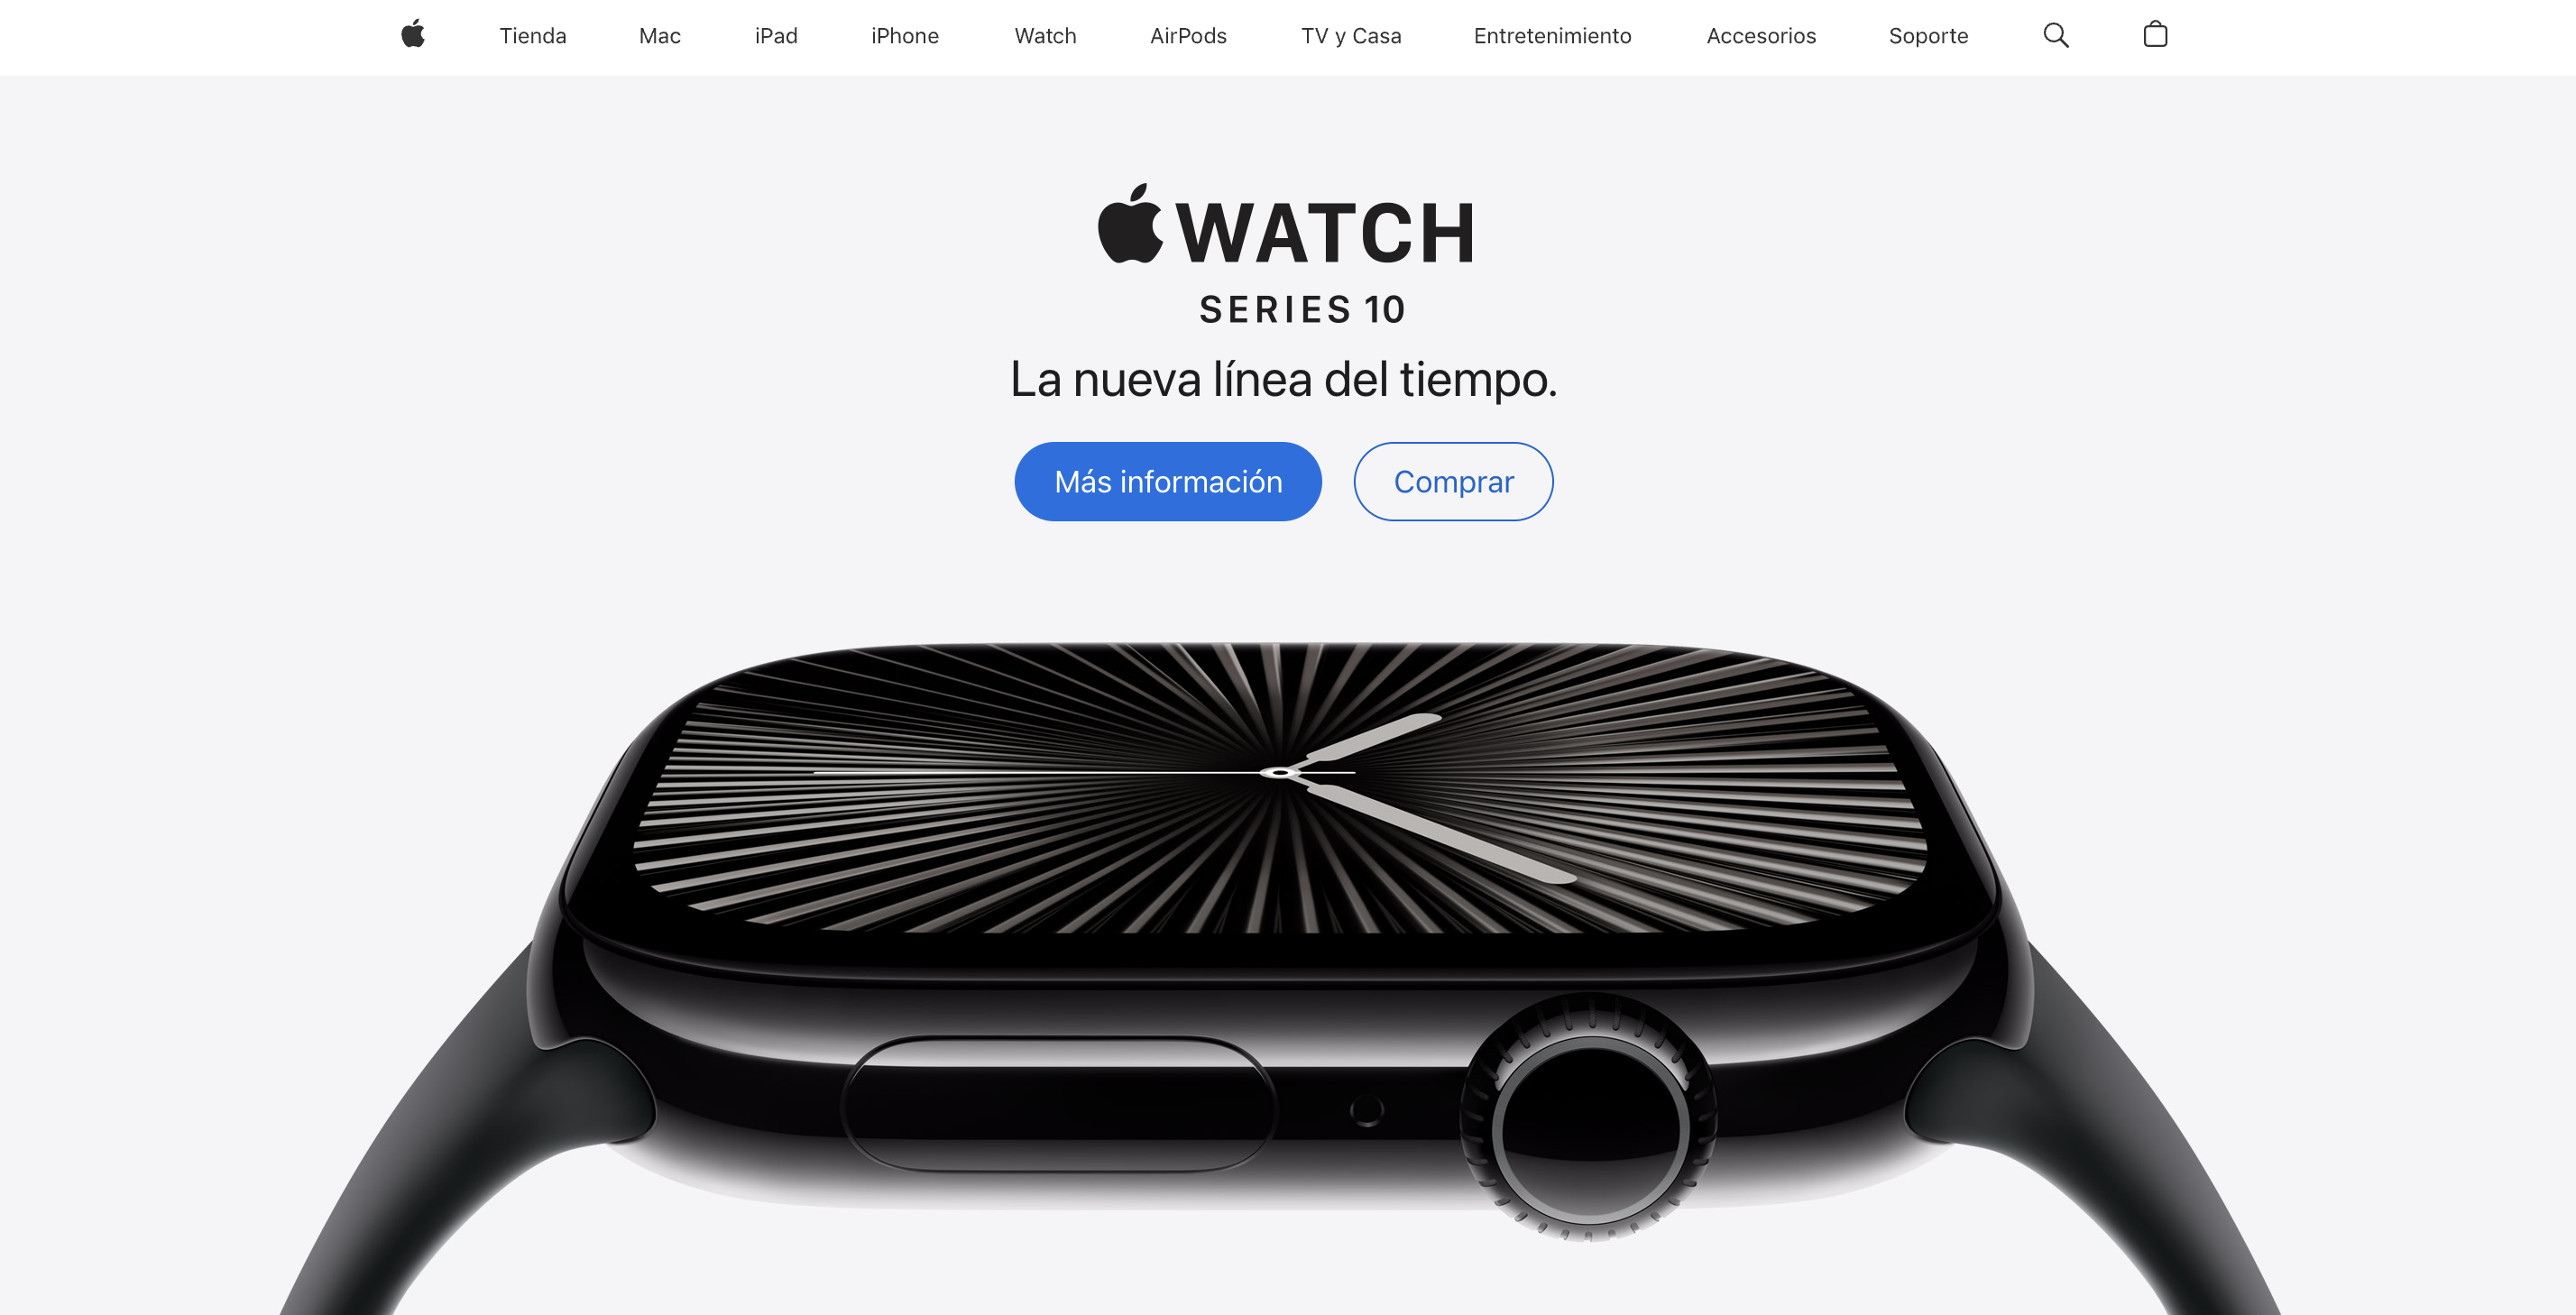 Tienda Mac iPad iPhone Watch AirPods TV y Casa Entretenimiento Accesorios Soporte
WATCH
SERIES 10
La nueva línea del tiempo.
Más información Comprar